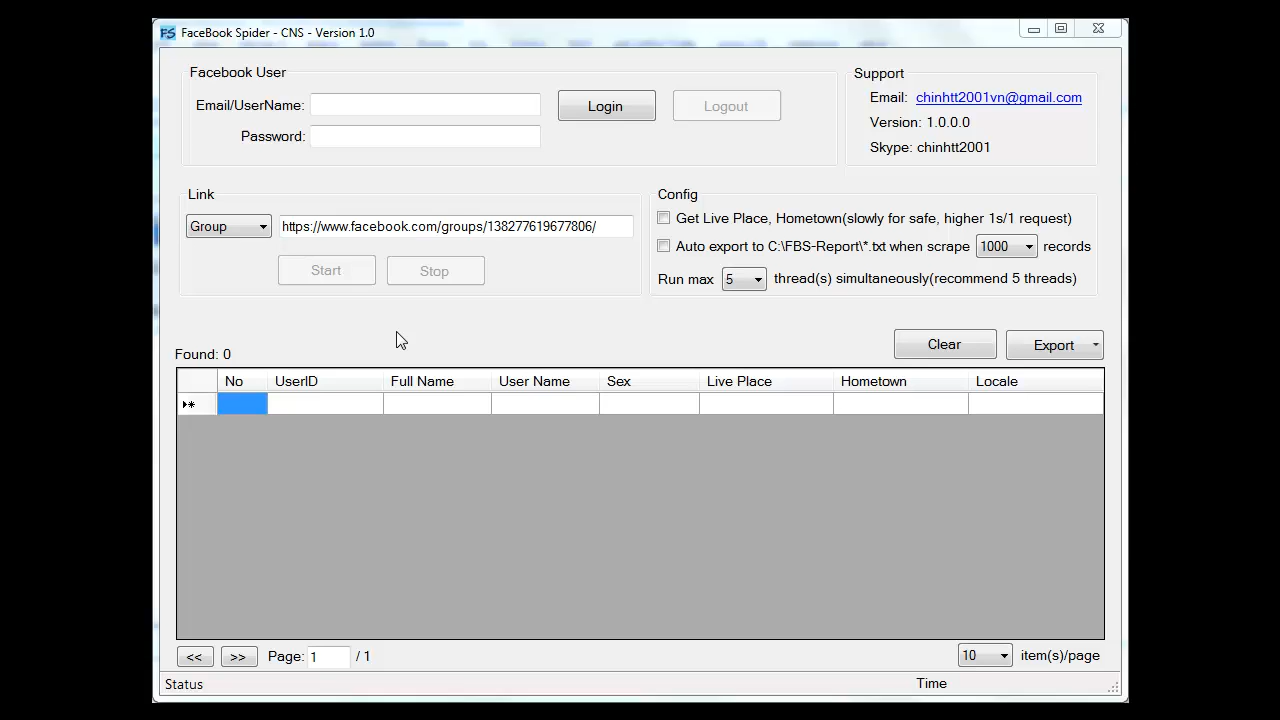 FS FaceBook Spider - CNS - Version 1.0
Facebook User
Email/UserName:
Login
Logout
Password:
Support
Email: chinhtt2001vn@gmail.com
Version: 1.0.0.0
Skype: chinhtt2001
Link
Group
https://www.facebook.com/groups/138277619677806/
Start
Stop
Config
Get Live Place, Hometown(slowly for safe, higher 1s/1 request)
Auto export to C:\FBS-Report\*.txt when scrape 1000 records
Run max 5 thread(s) simultaneously(recommend 5 threads)
Found: 0
Clear
Export
No UserID Full Name User Name Sex Live Place Hometown Locale
<< >> Page: 1 / 1
10 item(s)/page
Status
Time